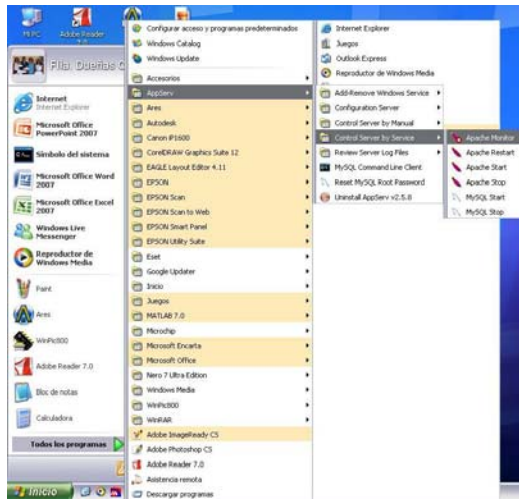 MI PC
Adobe Reader
Flia. Dueñas C
Internet
Internet Explorer
Microsoft Office
PowerPoint 2007
Símbolo del sistema
Microsoft Office Word
2007
Microsoft Office Excel
2007
Windows Live
Messenger
Reproductor de
Windows Media
Paint
Ares
WinPic800
Adobe Reader 7.0
Bloc de notas
Calculadora
Todos los programas
Inicio
Configurar acceso y programas predeterminados
Windows Catalog
Windows Update
Accesorios
AppServ
Ares
Autodesk
Canon iP1600
CorelDRAW Graphics Suite 12
EAGLE Layout Editor 4.11
EPSON
EPSON Scan
EPSON Scan to Web
EPSON Smart Panel
EPSON Utility Suite
Eset
Google Updater
Inicio
Juegos
MATLAB 7.0
Microchip
Microsoft Encarta
Microsoft Office
Nero 7 Ultra Edition
Windows Media
WinPic800
WinRAR
Adobe ImageReady CS
Adobe Photoshop CS
Adobe Reader 7.0
Asistencia remota
Descargar programas
Internet Explorer
Juegos
Outlook Express
Reproductor de Windows Media
Add-Remove Windows Service
Configuration Server
Control Server by Manual
Control Server by Service
Review Server Log Files
MySQL Command Line Client
Reset MySQL Root Password
Uninstall AppServ v2.5.8
Apache Monitor
Apache Restart
Apache Start
Apache Stop
MySQL Start
MySQL Stop